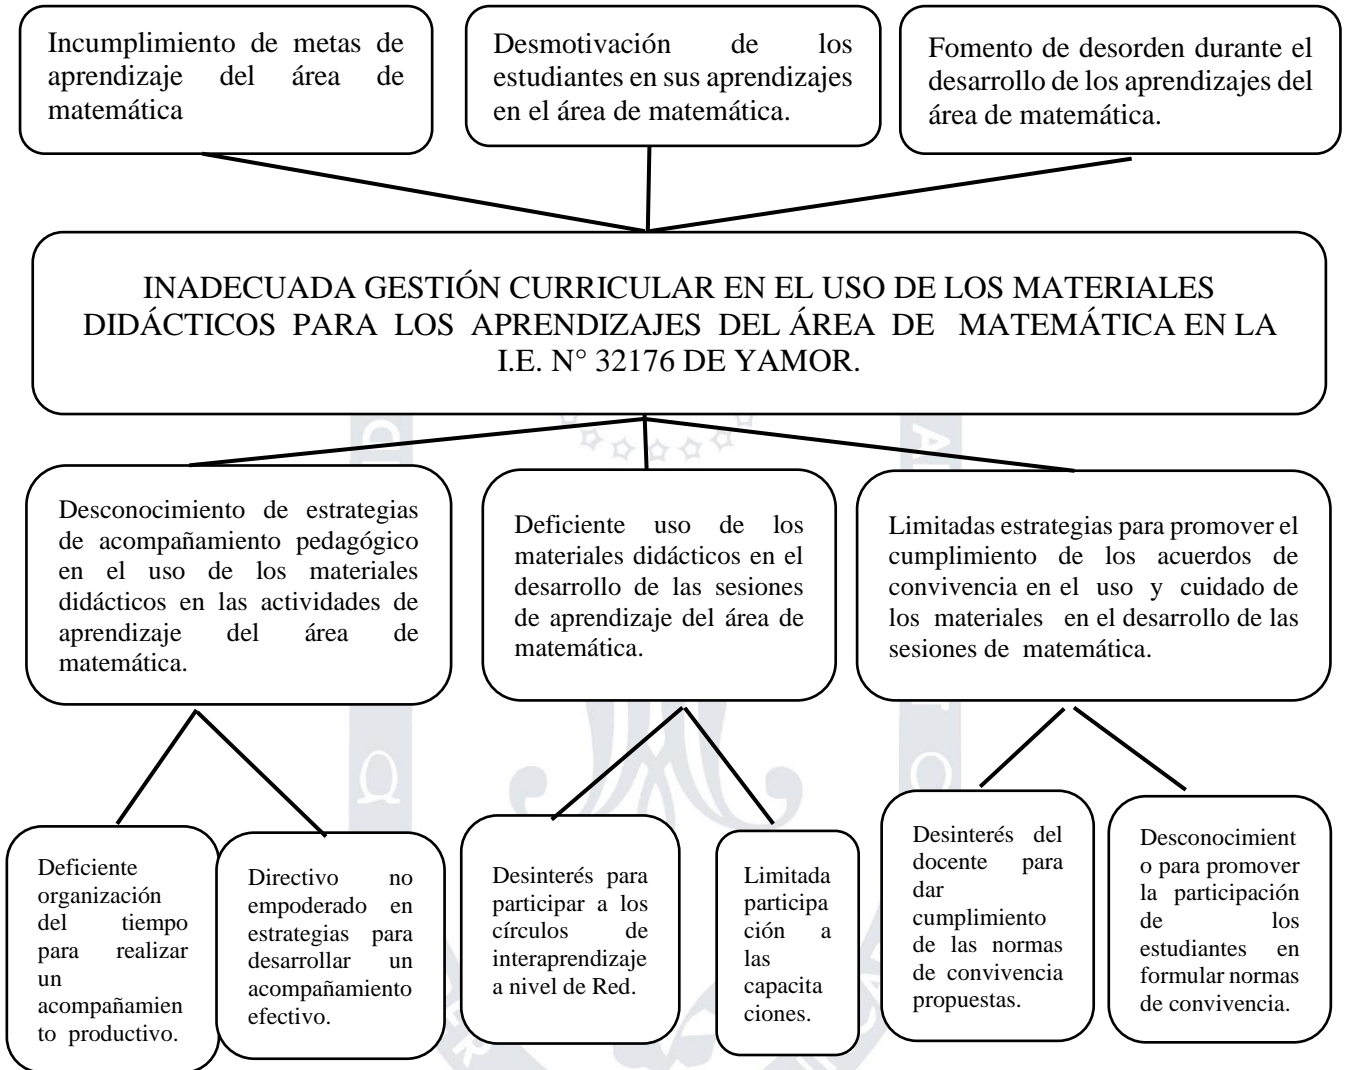 Incumplimiento de metas de
aprendizaje del área de
matemática
Desmotivación de los
estudiantes en sus aprendizajes
en el área de matemática.
Fomento de desorden durante el
desarrollo de los aprendizajes del
área de matemática.
INADECUADA GESTIÓN CURRICULAR EN EL USO DE LOS MATERIALES
DIDÁCTICOS PARA LOS APRENDIZAJES DEL ÁREA DE MATEMÁTICA EN LA
I.E. N° 32176 DE YAMOR.
Desconocimiento de estrategias
de acompañamiento pedagógico
en el uso de los materiales
didácticos en las actividades de
aprendizaje del área de
matemática.
Deficiente uso de los
materiales didácticos en el
desarrollo de las sesiones
de aprendizaje del área de
matemática.
Limitadas estrategias para promover el
cumplimiento de los acuerdos de
convivencia en el uso y cuidado de
los materiales en el desarrollo de las
sesiones de matemática.
Deficiente
organización
del tiempo
para realizar
un
acompañamien
to productivo.
Directivo no
empoderado en
estrategias para
desarrollar un
acompañamiento
efectivo.
Desinterés para
participar a los
círculos de
interaprendizaje
a nivel de Red.
Limitada
participa
ción a
las
capacita
ciones.
Desinterés del
docente para
dar
cumplimiento
de las normas
de convivencia
propuestas.
Desconocimient
o para promover
la participación
de los
estudiantes en
formular normas
de convivencia.